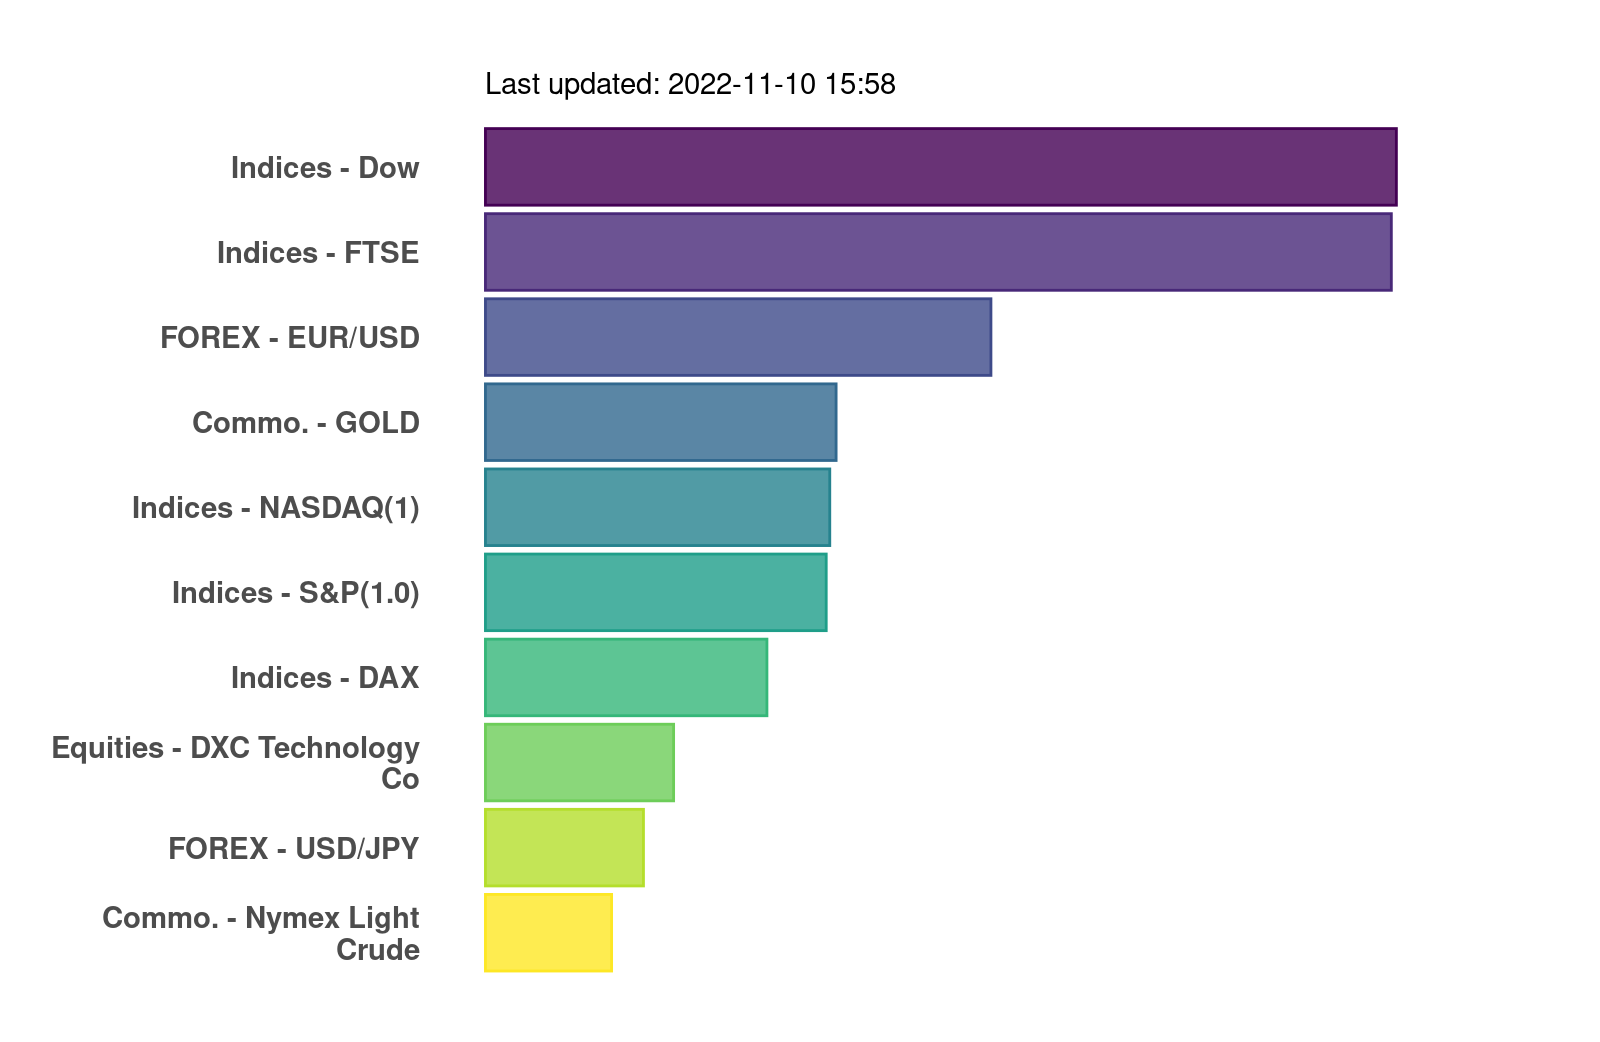 Last updated: 2022-11-10 15:58
Indices - Dow
Indices - FTSE
FOREX - EUR/USD
Commo. - GOLD
Indices - NASDAQ(1)
Indices - S&P(1.0)
Indices - DAX
Equities - DXC Technology
Co
FOREX - USD/JPY
Commo. - Nymex Light
Crude